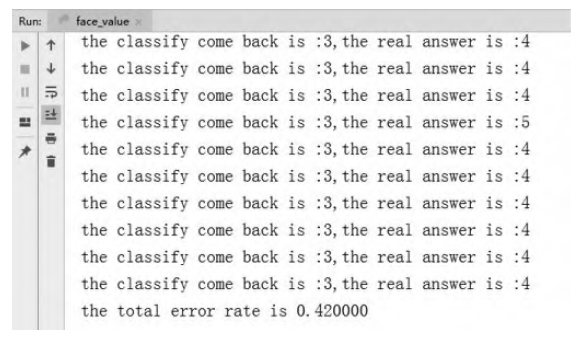 Run: face_value ×
the classify come back is :3,the real answer is :4
the classify come back is :3,the real answer is :4
the classify come back is :3,the real answer is :4
the classify come back is :3,the real answer is :5
the classify come back is :3,the real answer is :4
the classify come back is :3,the real answer is :4
the classify come back is :3,the real answer is :4
the classify come back is :3,the real answer is :4
the classify come back is :3,the real answer is :4
the classify come back is :3,the real answer is :4
the total error rate is 0.420000